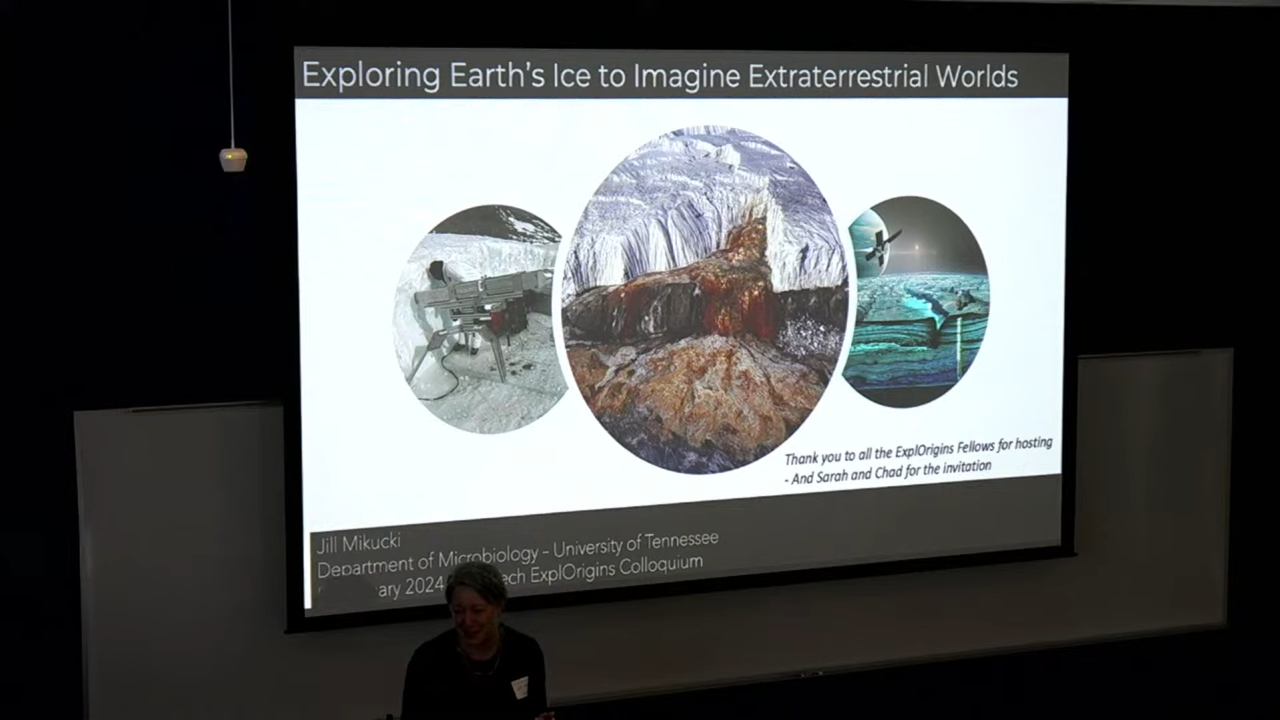 Exploring Earth's Ice to Imagine Extraterrestrial Worlds
Thank you to all the ExplOrigins Fellows for hosting
- And Sarah and Chad for the invitation
Jill Mikucki
Department of Microbiology – University of Tennessee
2024 ExplOrigins Colloquium